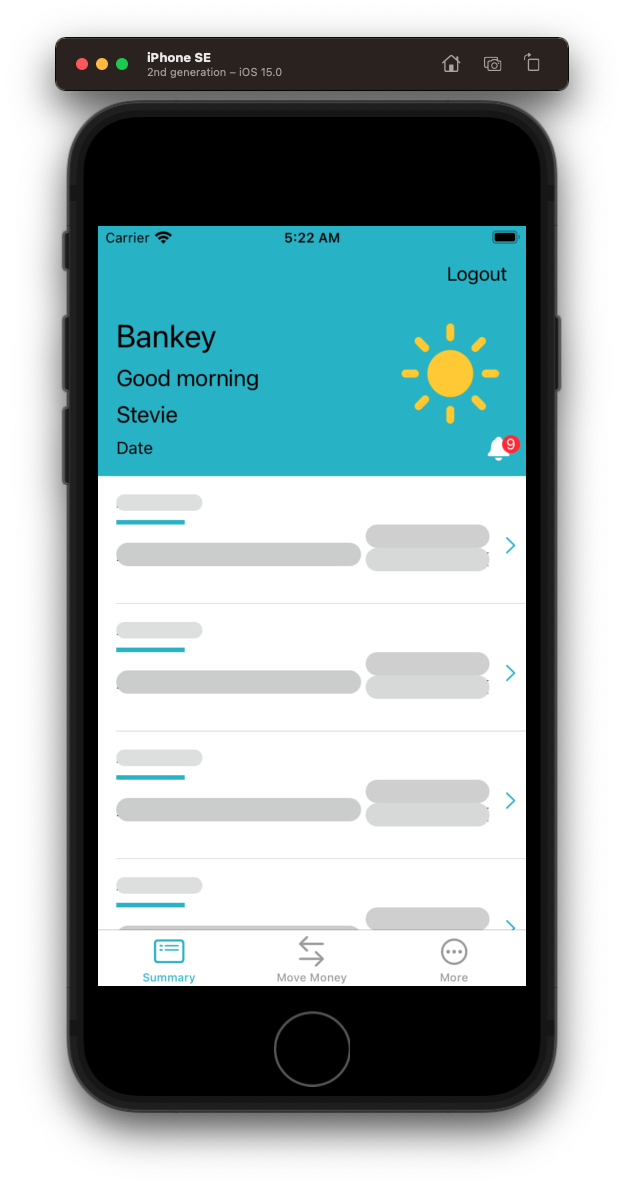 iPhone SE
2nd generation – iOS 15.0
Carrier 5:22 AM
Logout
Bankey
Good morning
Stevie
Date
9
Summary Move Money More